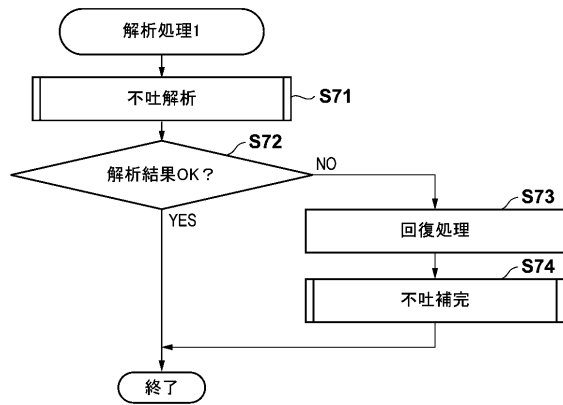 解析処理1
不吐解析
S71
S72
解析結果OK?
NO
YES
S73
回復処理
S74
不吐補完
終了